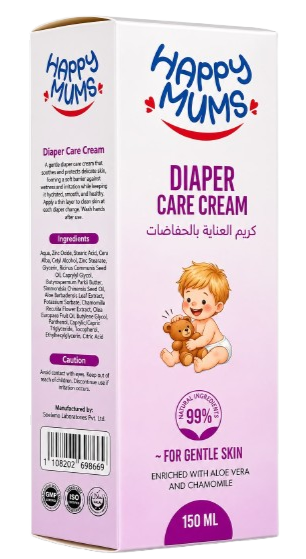 HAPPY
MUMS
Diaper Care Cream
A gentle diaper care cream that
soothes and protects delicate skin,
forming a soft barrier against
wetness and irritation while keeping
it hydrated, smooth, and healthy.
Apply a thin layer to clean skin at
each diaper change. Wash hands
after use.
Ingredients
Aqua, Zinc Oxide, Stearic Acid, Cera
Alba, Cetyl Alcohol, Zinc Stearate,
Glycerin, Ricinus Communis Seed
Oil, Caprylyl Glycol,
Butyrospermum Parkii Butter,
Simmondsia Chinensis Seed Oil,
Aloe Barbadensis Leaf Extract,
Potassium Sorbate, Chamomilla
Recutita Flower Extract, Olea
Europaea Fruit Oil, Butylene Glycol,
Panthenol, Caprylic/Capric
Triglyceride, Tocopherol,
Ethylhexylglycerin, Citric Acid
Caution
Avoid contact with eyes. Keep out of
reach of children. Discontinue use if
irritation occurs.
Manufactured by:
Laboratories Pvt. Ltd.
1 108202 698669
GMP
ISO
HAPPY
MUMS
DIAPER
CARE CREAM
كريم العناية بالحفاضات
NATURAL INGREDIENTS
99%
~ FOR GENTLE SKIN
ENRICHED WITH ALOE VERA
AND CHAMOMILE
150 ML